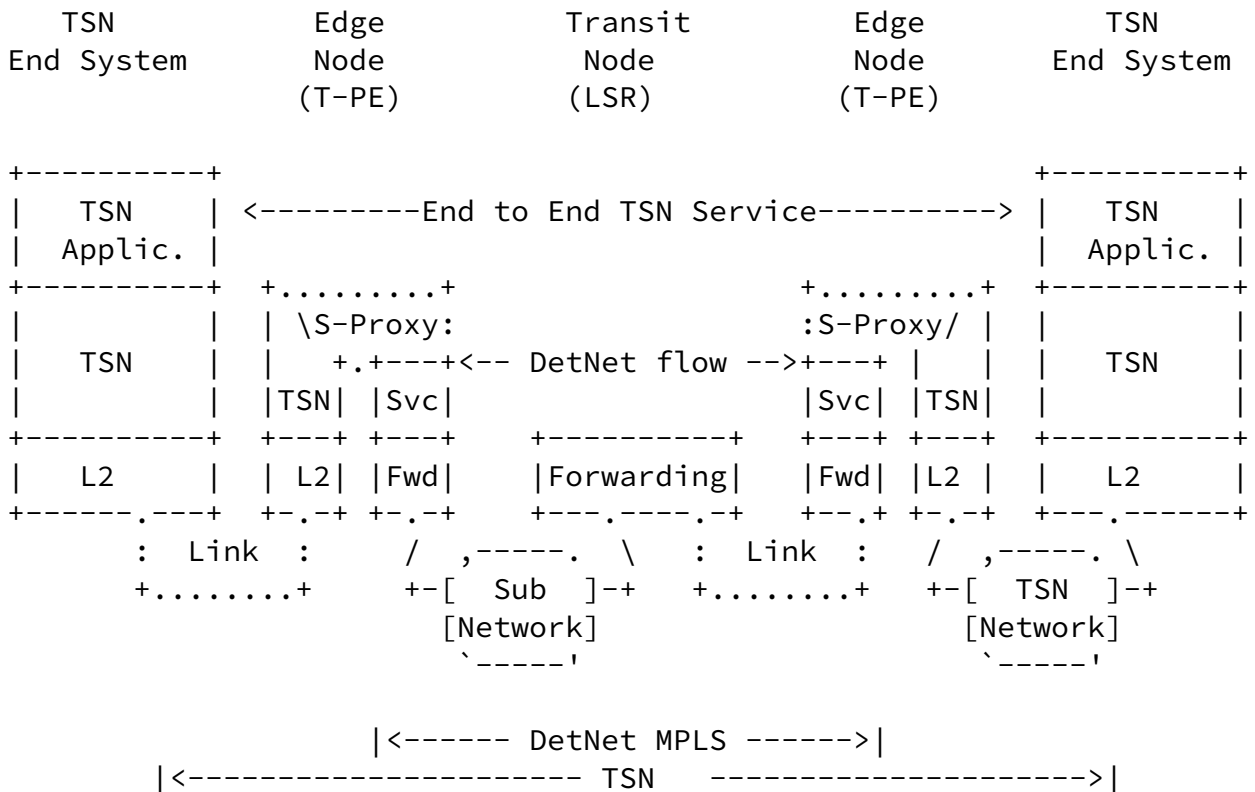 TSN              Edge          Transit         Edge              TSN
End System       Node           Node           Node         End System
                (T-PE)         (LSR)          (T-PE)

+----------+                                             +----------+
|   TSN    | <---------End to End TSN Service----------> |   TSN    |
|  Applic. |                                             |  Applic. |
+----------+  +.........+                   +.........+  +----------+
|          |  | \S-Proxy:                   :S-Proxy/ |  |          |
|   TSN    |  |   +.+---+<-- DetNet flow -->+---+ |   |  |   TSN    |
|          |  |TSN| |Svc|                   |Svc| |TSN|  |          |
+----------+  +---+ +---+    +----------+   +---+ +---+  +----------+
|   L2     |  | L2| |Fwd|    |Forwarding|   |Fwd| |L2 |  |   L2     |
+------.---+  +-.-+ +-.-+    +---.----.-+   +--.+ +-.-+  +---.------+
       :  Link  :    /  ,-----.  \   :  Link  :   /  ,-----. \
       +........+    +-[  Sub  ]-+   +........+   +-[  TSN  ]-+
                       [Network]                    [Network]
                        `-----'                      `-----'

                    |<------ DetNet MPLS ------>|
        |<---------------------- TSN   --------------------->|